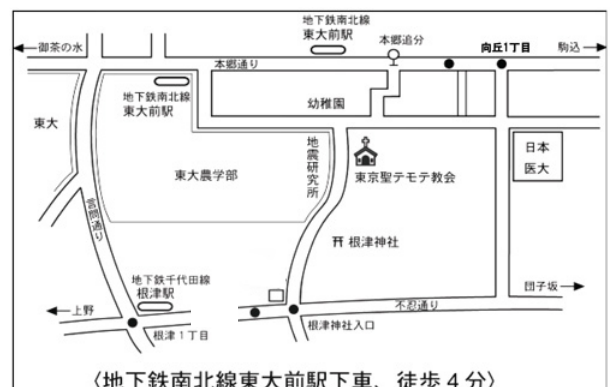 地下鉄南北線
東大前駅
御茶の水
本郷追分
向丘1丁目
駒込
本郷通り
地下鉄南北線
東大前駅
幼稚園
東大
地震研究所
日本
医大
東大農学部
東京聖テモテ教会
言問通り
根津神社
地下鉄千代田線
根津駅
団子坂
上野
不忍通り
根津1丁目
根津神社入口
〈地下鉄南北線東大前駅下車、徒歩4分〉